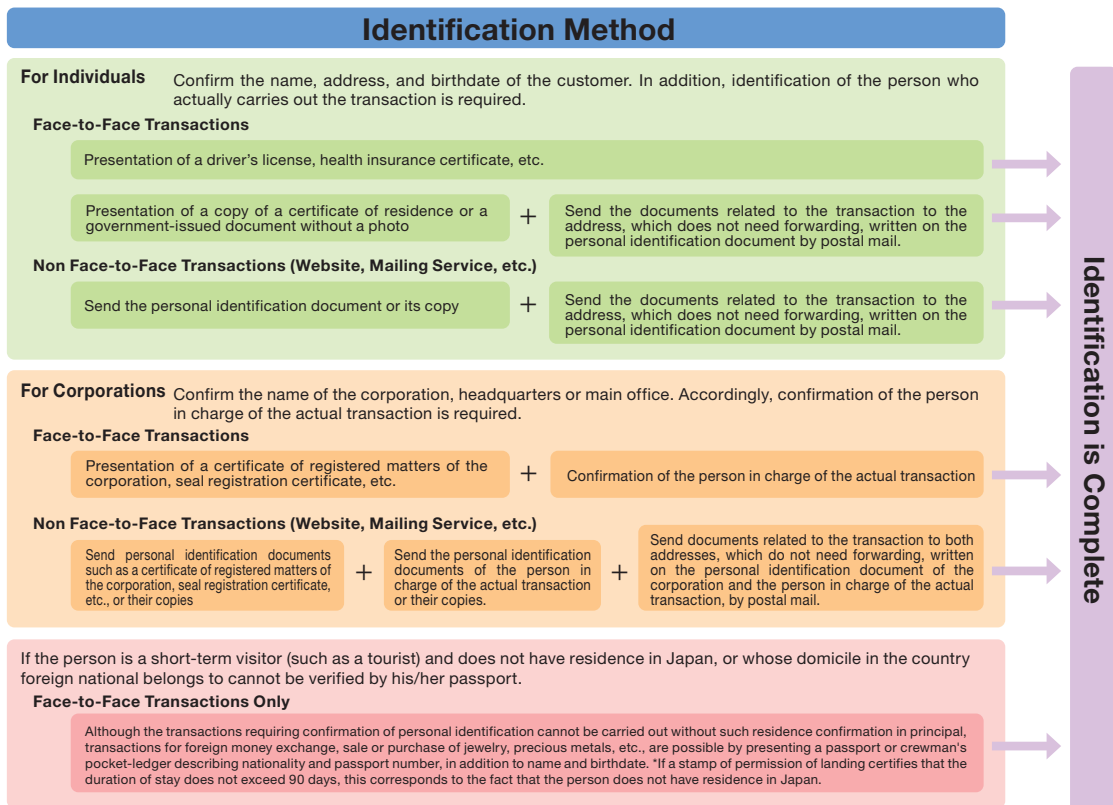 Identification Method
For Individuals Confirm the name, address, and birthdate of the customer. In addition, identification of the person who
actually carries out the transaction is required.
Face-to-Face Transactions
Presentation of a driver's license, health insurance certificate, etc.
Presentation of a copy of a certificate of residence or a
government-issued document without a photo
+
Send the documents related to the transaction to the
address, which does not need forwarding, written on the
personal identification document by postal mail.
Non Face-to-Face Transactions (Website, Mailing Service, etc.)
Send the personal identification document or its copy
+
Send the documents related to the transaction to the
address, which does not need forwarding, written on the
personal identification document by postal mail.
For Corporations Confirm the name of the corporation, headquarters or main office. Accordingly, confirmation of the person
in charge of the actual transaction is required.
Face-to-Face Transactions
Presentation of a certificate of registered matters of the
corporation, seal registration certificate, etc.
+
Confirmation of the person in charge of the actual transaction
Non Face-to-Face Transactions (Website, Mailing Service, etc.)
Send personal identification documents
such as a certificate of registered matters of
the corporation, seal registration certificate,
etc., or their copies
+
Send the personal identification
documents of the person in
charge of the actual transaction
or their copies.
+
Send documents related to the transaction to both
addresses, which do not need forwarding, written
on the personal identification document of the
corporation and the person in charge of the actual
transaction, by postal mail.
If the person is a short-term visitor (such as a tourist) and does not have residence in Japan, or whose domicile in the country
foreign national belongs to cannot be verified by his/her passport.
Face-to-Face Transactions Only
Although the transactions requiring confirmation of personal identification cannot be carried out without such residence confirmation in principal,
transactions for foreign money exchange, sale or purchase of jewelry, precious metals, etc., are possible by presenting a passport or crewman's
pocket-ledger describing nationality and passport number, in addition to name and birthdate. *If a stamp of permission of landing certifies that the
duration of stay does not exceed 90 days, this corresponds to the fact that the person does not have residence in Japan.
Identification is Complete